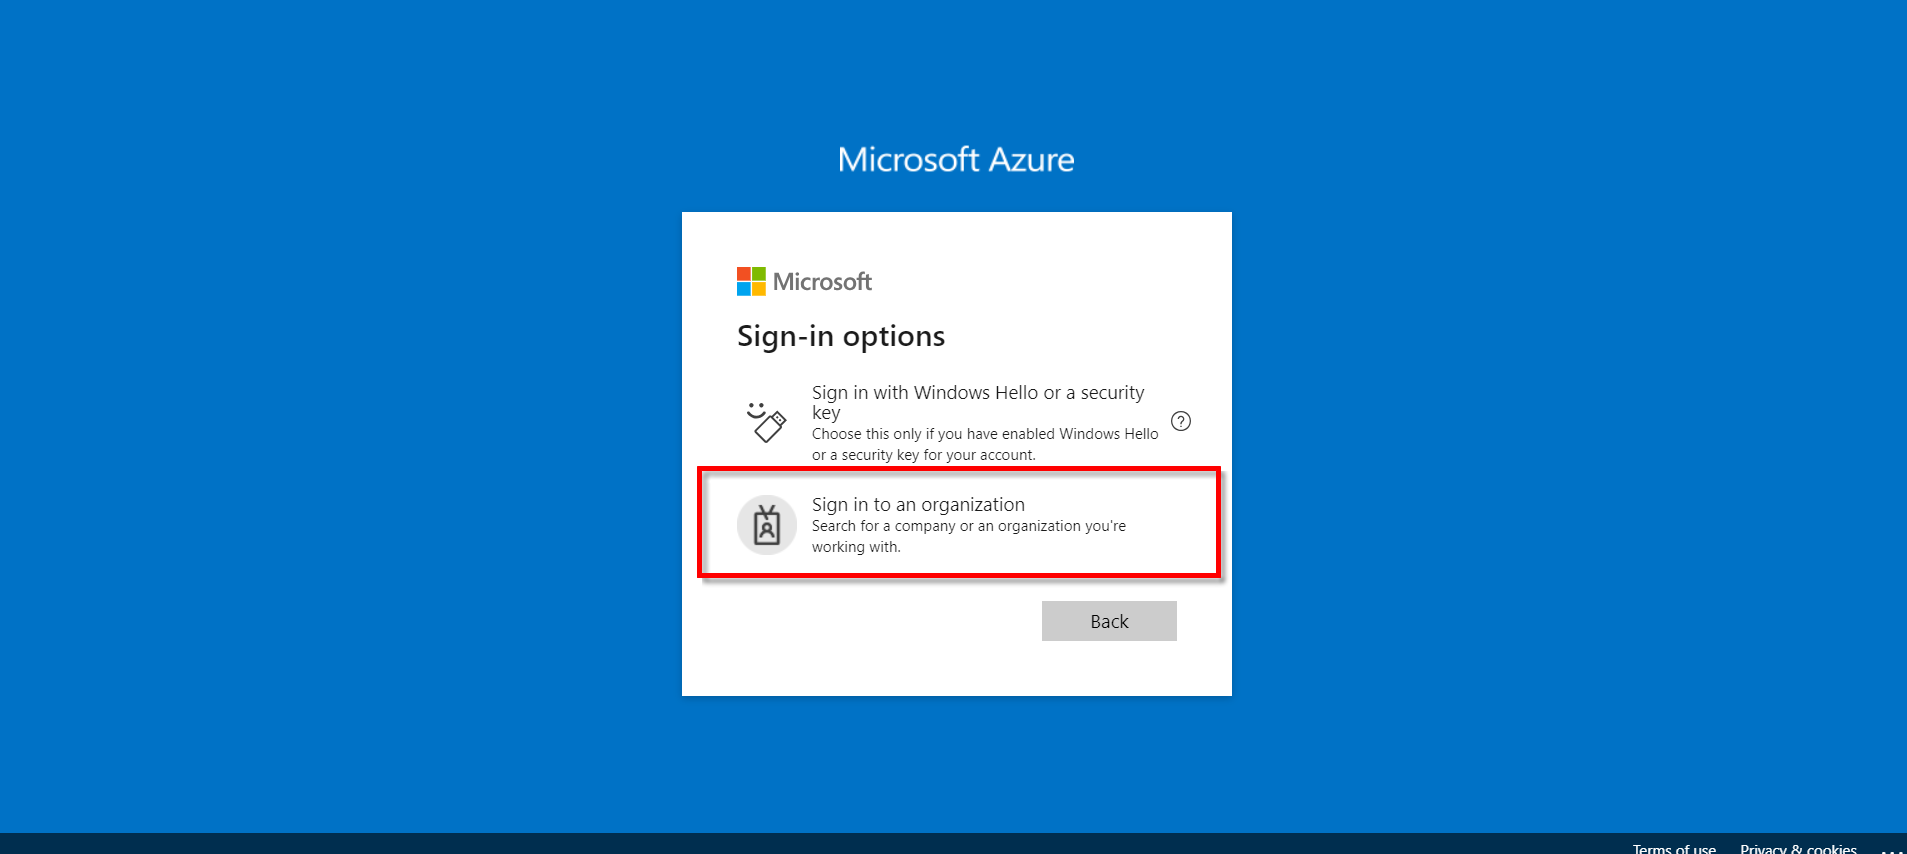 Microsoft Azure
Microsoft
Sign-in options
Sign in with Windows Hello or a security
key
Choose this only if you have enabled Windows Hello
or a security key for your account.
?
Sign in to an organization
Search for a company or an organization you're
working with.
Back
Terms of use Privacy & cookies ...